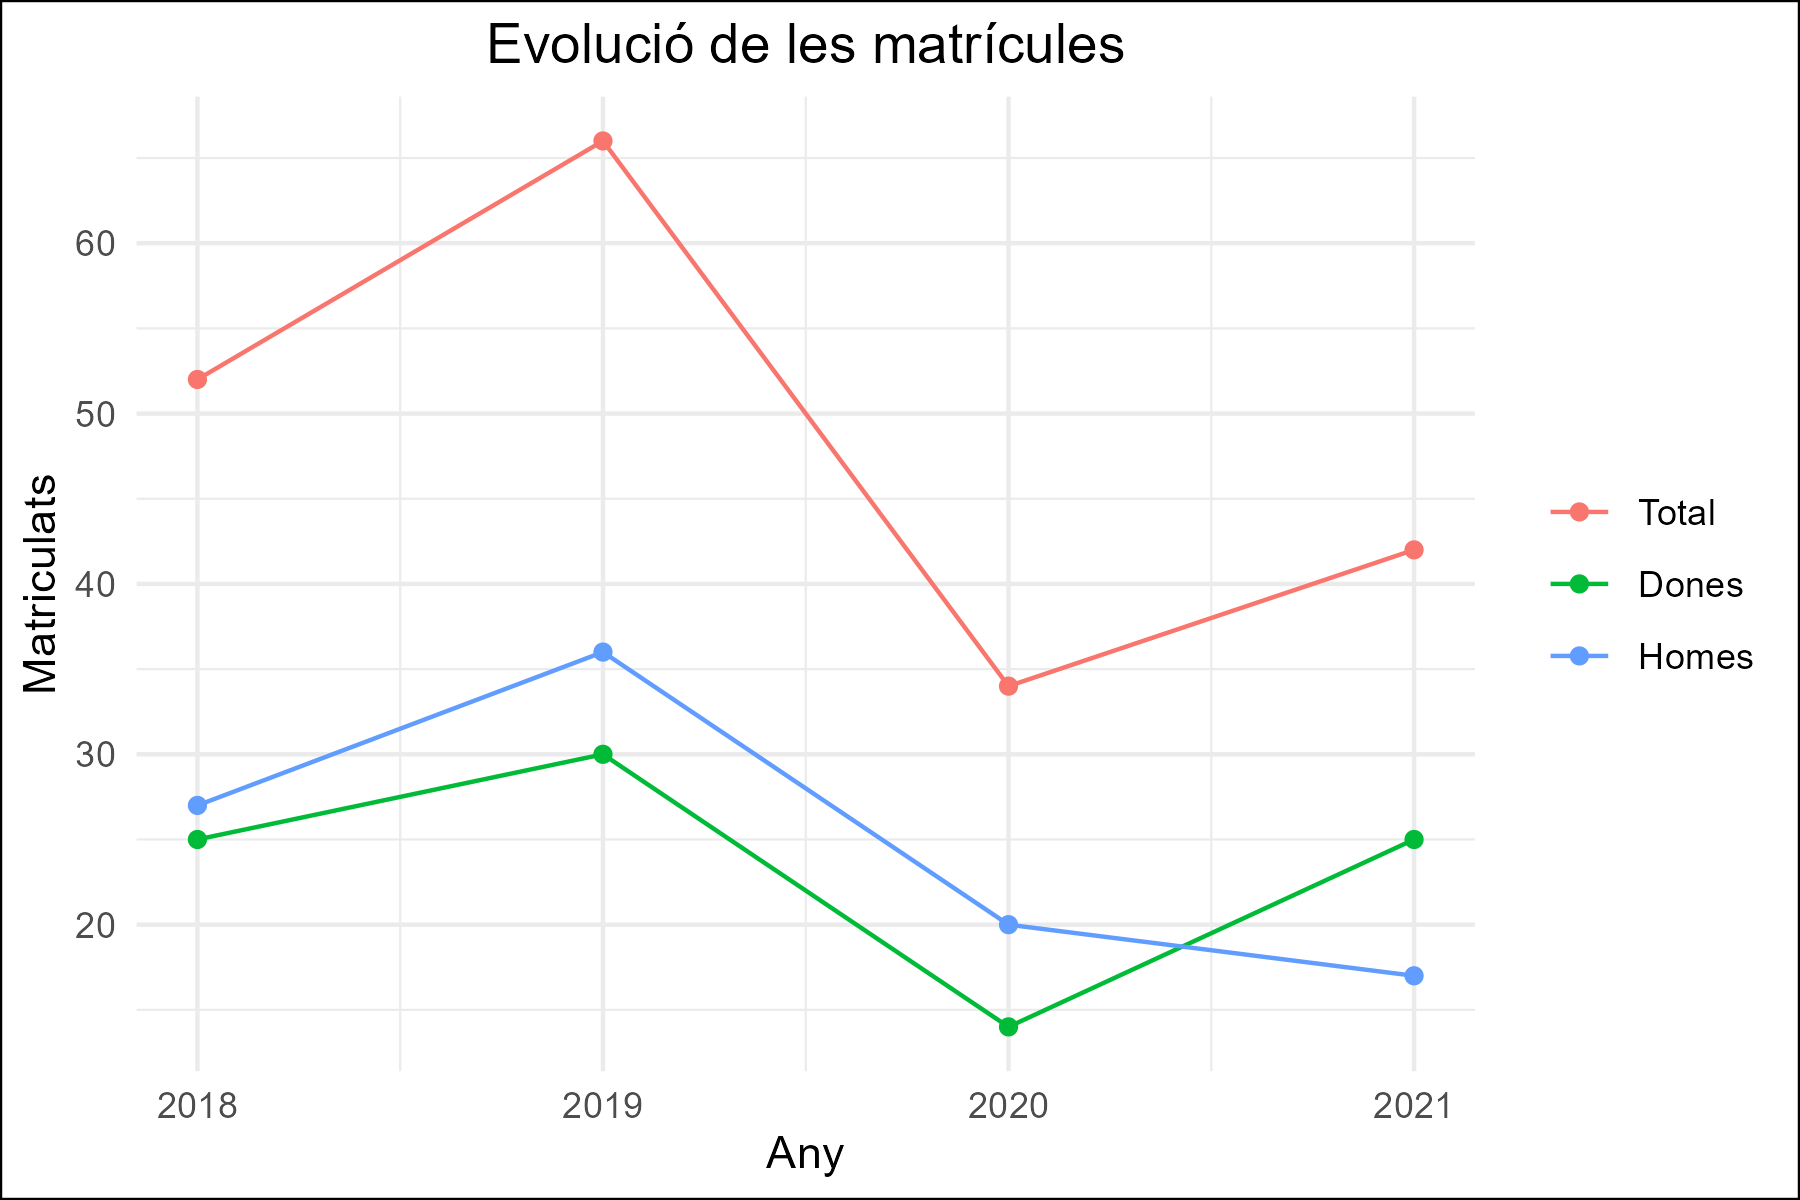 Evolució de les matrícules
Matriculats
60
50
40
30
20
2018 2019 2020 2021
Any
Total
Dones
Homes